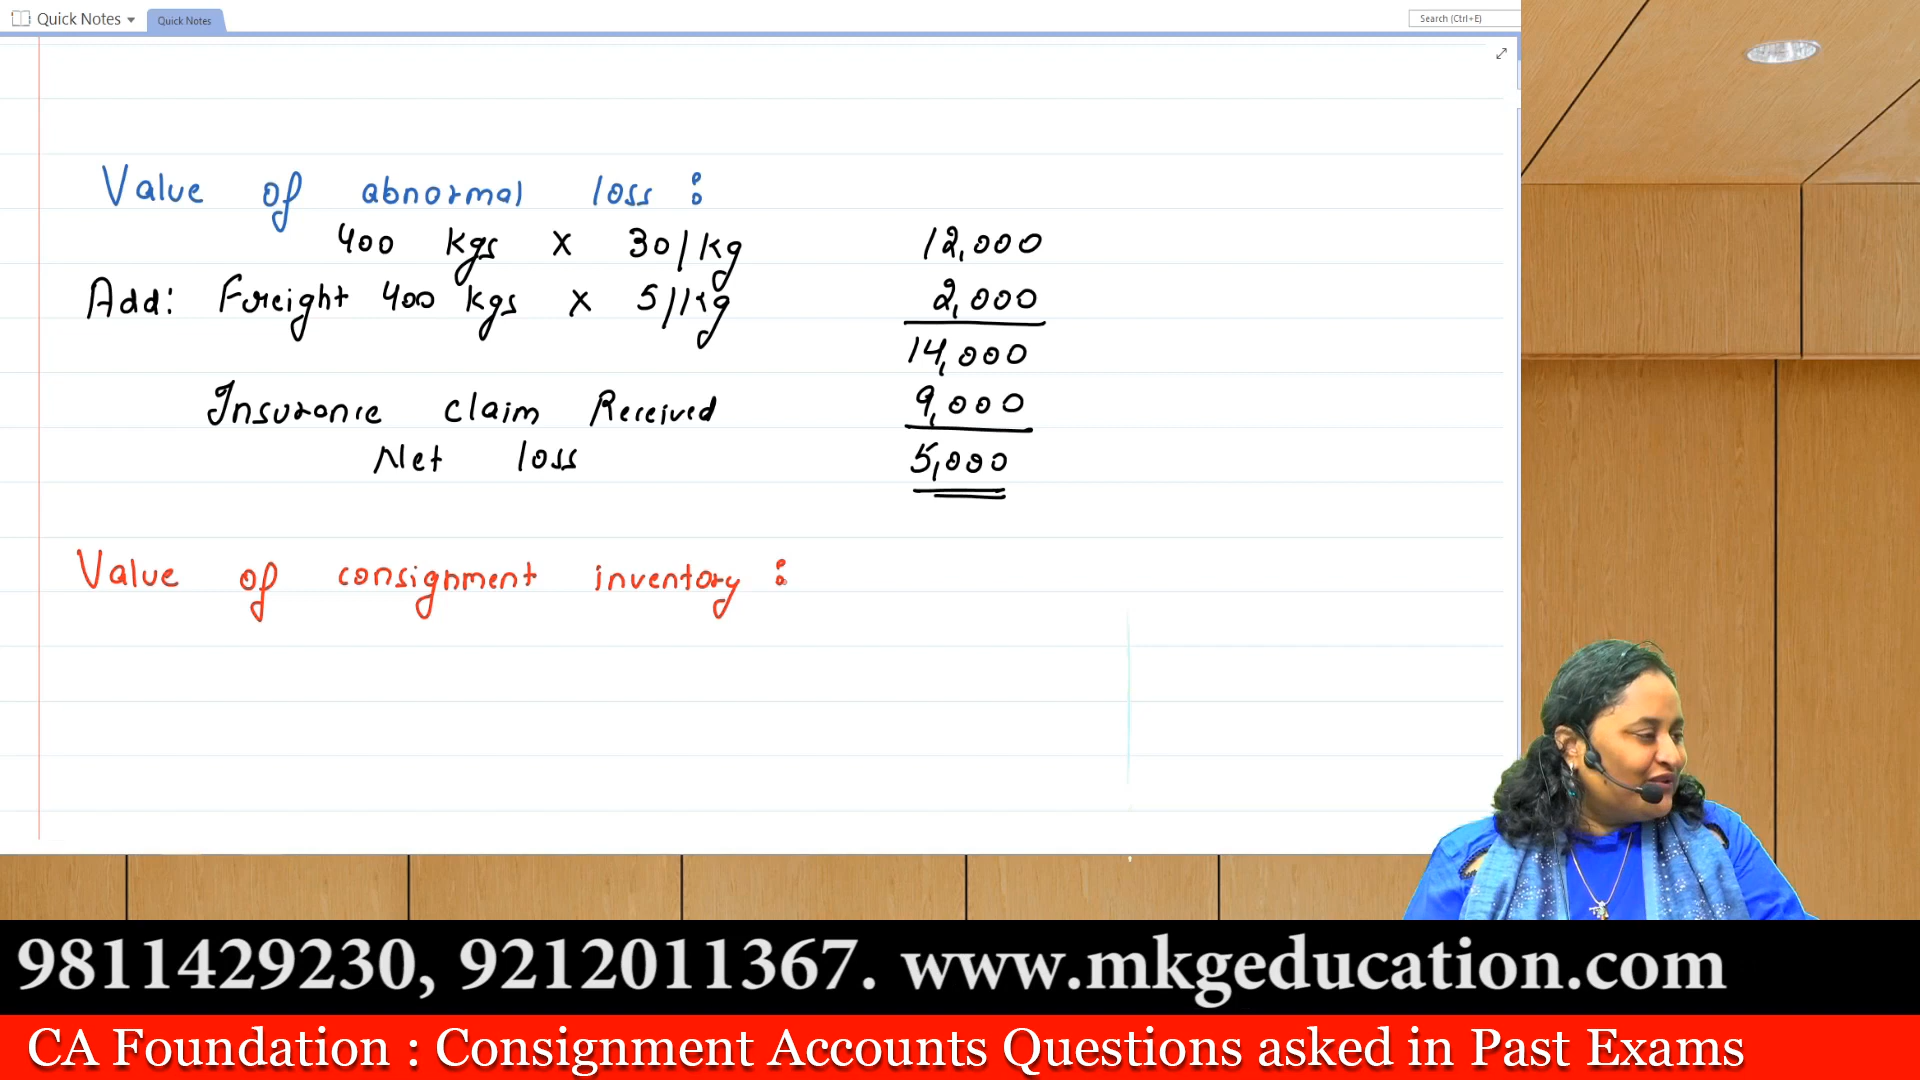 Quick Notes
Quick Notes
Search (Ctrl+E)
Value of abnormal loss :
400 kgs x 30/kg 12,000
Add: Freight 400 kgs x 5/kg 2,000
14,000
Insurance claim Received 9,000
Net loss 5,000
Value of consignment inventory :
9811429230, 9212011367. www.mkgeducation.com
CA Foundation : Consignment Accounts Questions asked in Past Exams